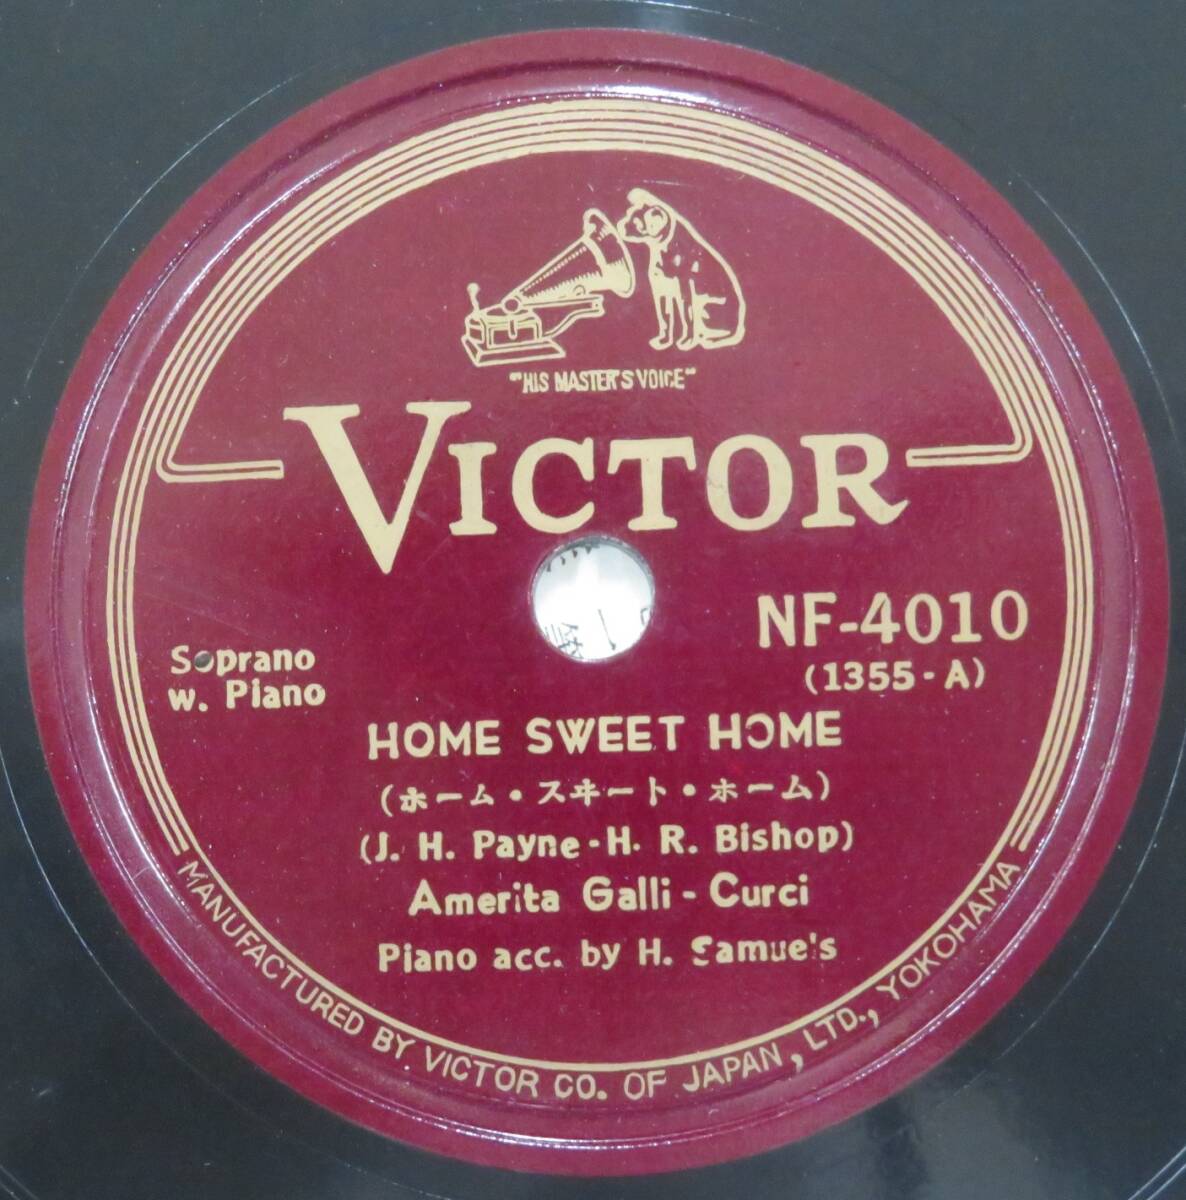 "HIS MASTER'S VOICE"
VICTOR
NF-4010
(1355-A)
Soprano
w. Piano
HOME SWEET HOME
(ホーム・スヰート・ホーム)
(J. H. Payne-H. R. Bishop)
Amerita Galli-Curci
Piano acc. by H. Samuels
MANUFACTURED BY VICTOR CO. OF JAPAN, LTD., YOKOHAMA